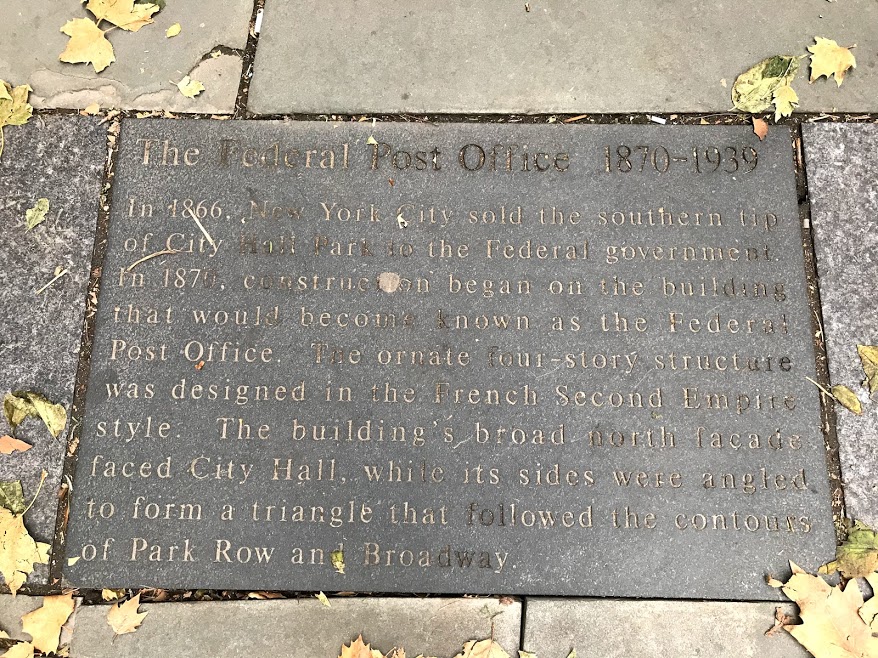 The Federal Post Office 1870-1939
In 1866, New York City sold the southern tip
of City Hall Park to the Federal government.
In 1870, construction began on the building
that would become known as the Federal
Post Office. The ornate four-story structure
was designed in the French Second Empire
style. The building's broad north facade
faced City Hall, while its sides were angled
to form a triangle that followed the contours
of Park Row and Broadway.